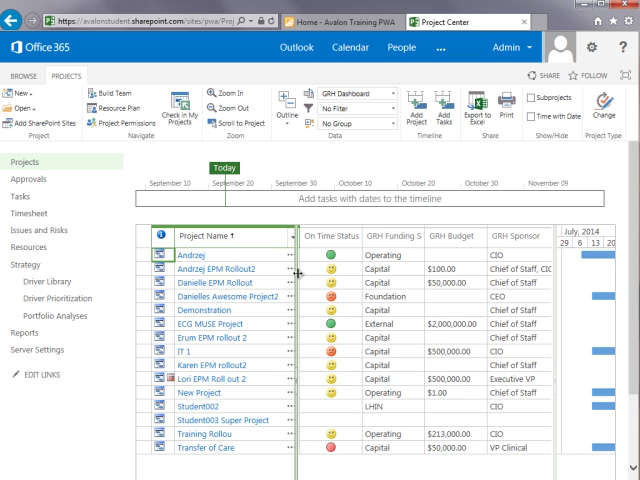 https://avalonstudent.sharepoint.com/sites/pwa/Proj
Home - Avalon Training PWA
Project Center
Office 365
Outlook Calendar People ... Admin ?
BROWSE PROJECTS SHARE FOLLOW
New
Open
Add SharePoint Sites
Project
Build Team
Resource Plan
Project Permissions
Check in My Projects
Navigate
Zoom In
Zoom Out
Scroll to Project
Zoom
Outline
GRH Dashboard
No Filter
No Group
Data
Add Project
Add Tasks
Timeline
Export to Excel
Print
Share
Subprojects
Time with Date
Show/Hide
Change
Project Type
Projects
Approvals
Tasks
Timesheet
Issues and Risks
Resources
Strategy
Driver Library
Driver Prioritization
Portfolio Analyses
Reports
Server Settings
EDIT LINKS
Today
September 10 September 20 September 30 October 10 October 20 October 30 November 09
Add tasks with dates to the timeline
Project Name ↑ On Time Status GRH Funding S GRH Budget GRH Sponsor
July, 2014
29 6 13 20
Andrzej Operating CIO
Andrzej EPM Rollout2 Capital $100.00 Chief of Staff, CIO
Danielle EPM Rollout Capital $50,000.00 Chief of Staff
Danielles Awesome Project2 Foundation CEO
Demonstration Capital Chief of Staff
ECG MUSE Project External $2,000,000.00 Chief of Staff
Erum EPM rollout 2 Capital Chief of Staff
IT 1 Capital $500,000.00 CIO
Karen EPM rollout2 Capital Chief of Staff
Lori EPM Roll out 2 Capital $500,000.00 Executive VP
New Project Operating $1.00 Chief of Staff
Student002 LHIN CIO
Student003 Super Project
Training Rollou Operating $213,000.00 CIO
Transfer of Care Capital $50,000.00 VP Clinical